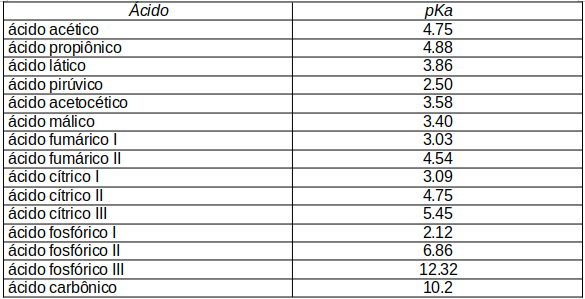 Ácido pKa
ácido acético 4.75
ácido propiônico 4.88
ácido lático 3.86
ácido pirúvico 2.50
ácido acetocético 3.58
ácido málico 3.40
ácido fumárico I 3.03
ácido fumárico II 4.54
ácido cítrico I 3.09
ácido cítrico II 4.75
ácido cítrico III 5.45
ácido fosfórico I 2.12
ácido fosfórico II 6.86
ácido fosfórico III 12.32
ácido carbônico 10.2